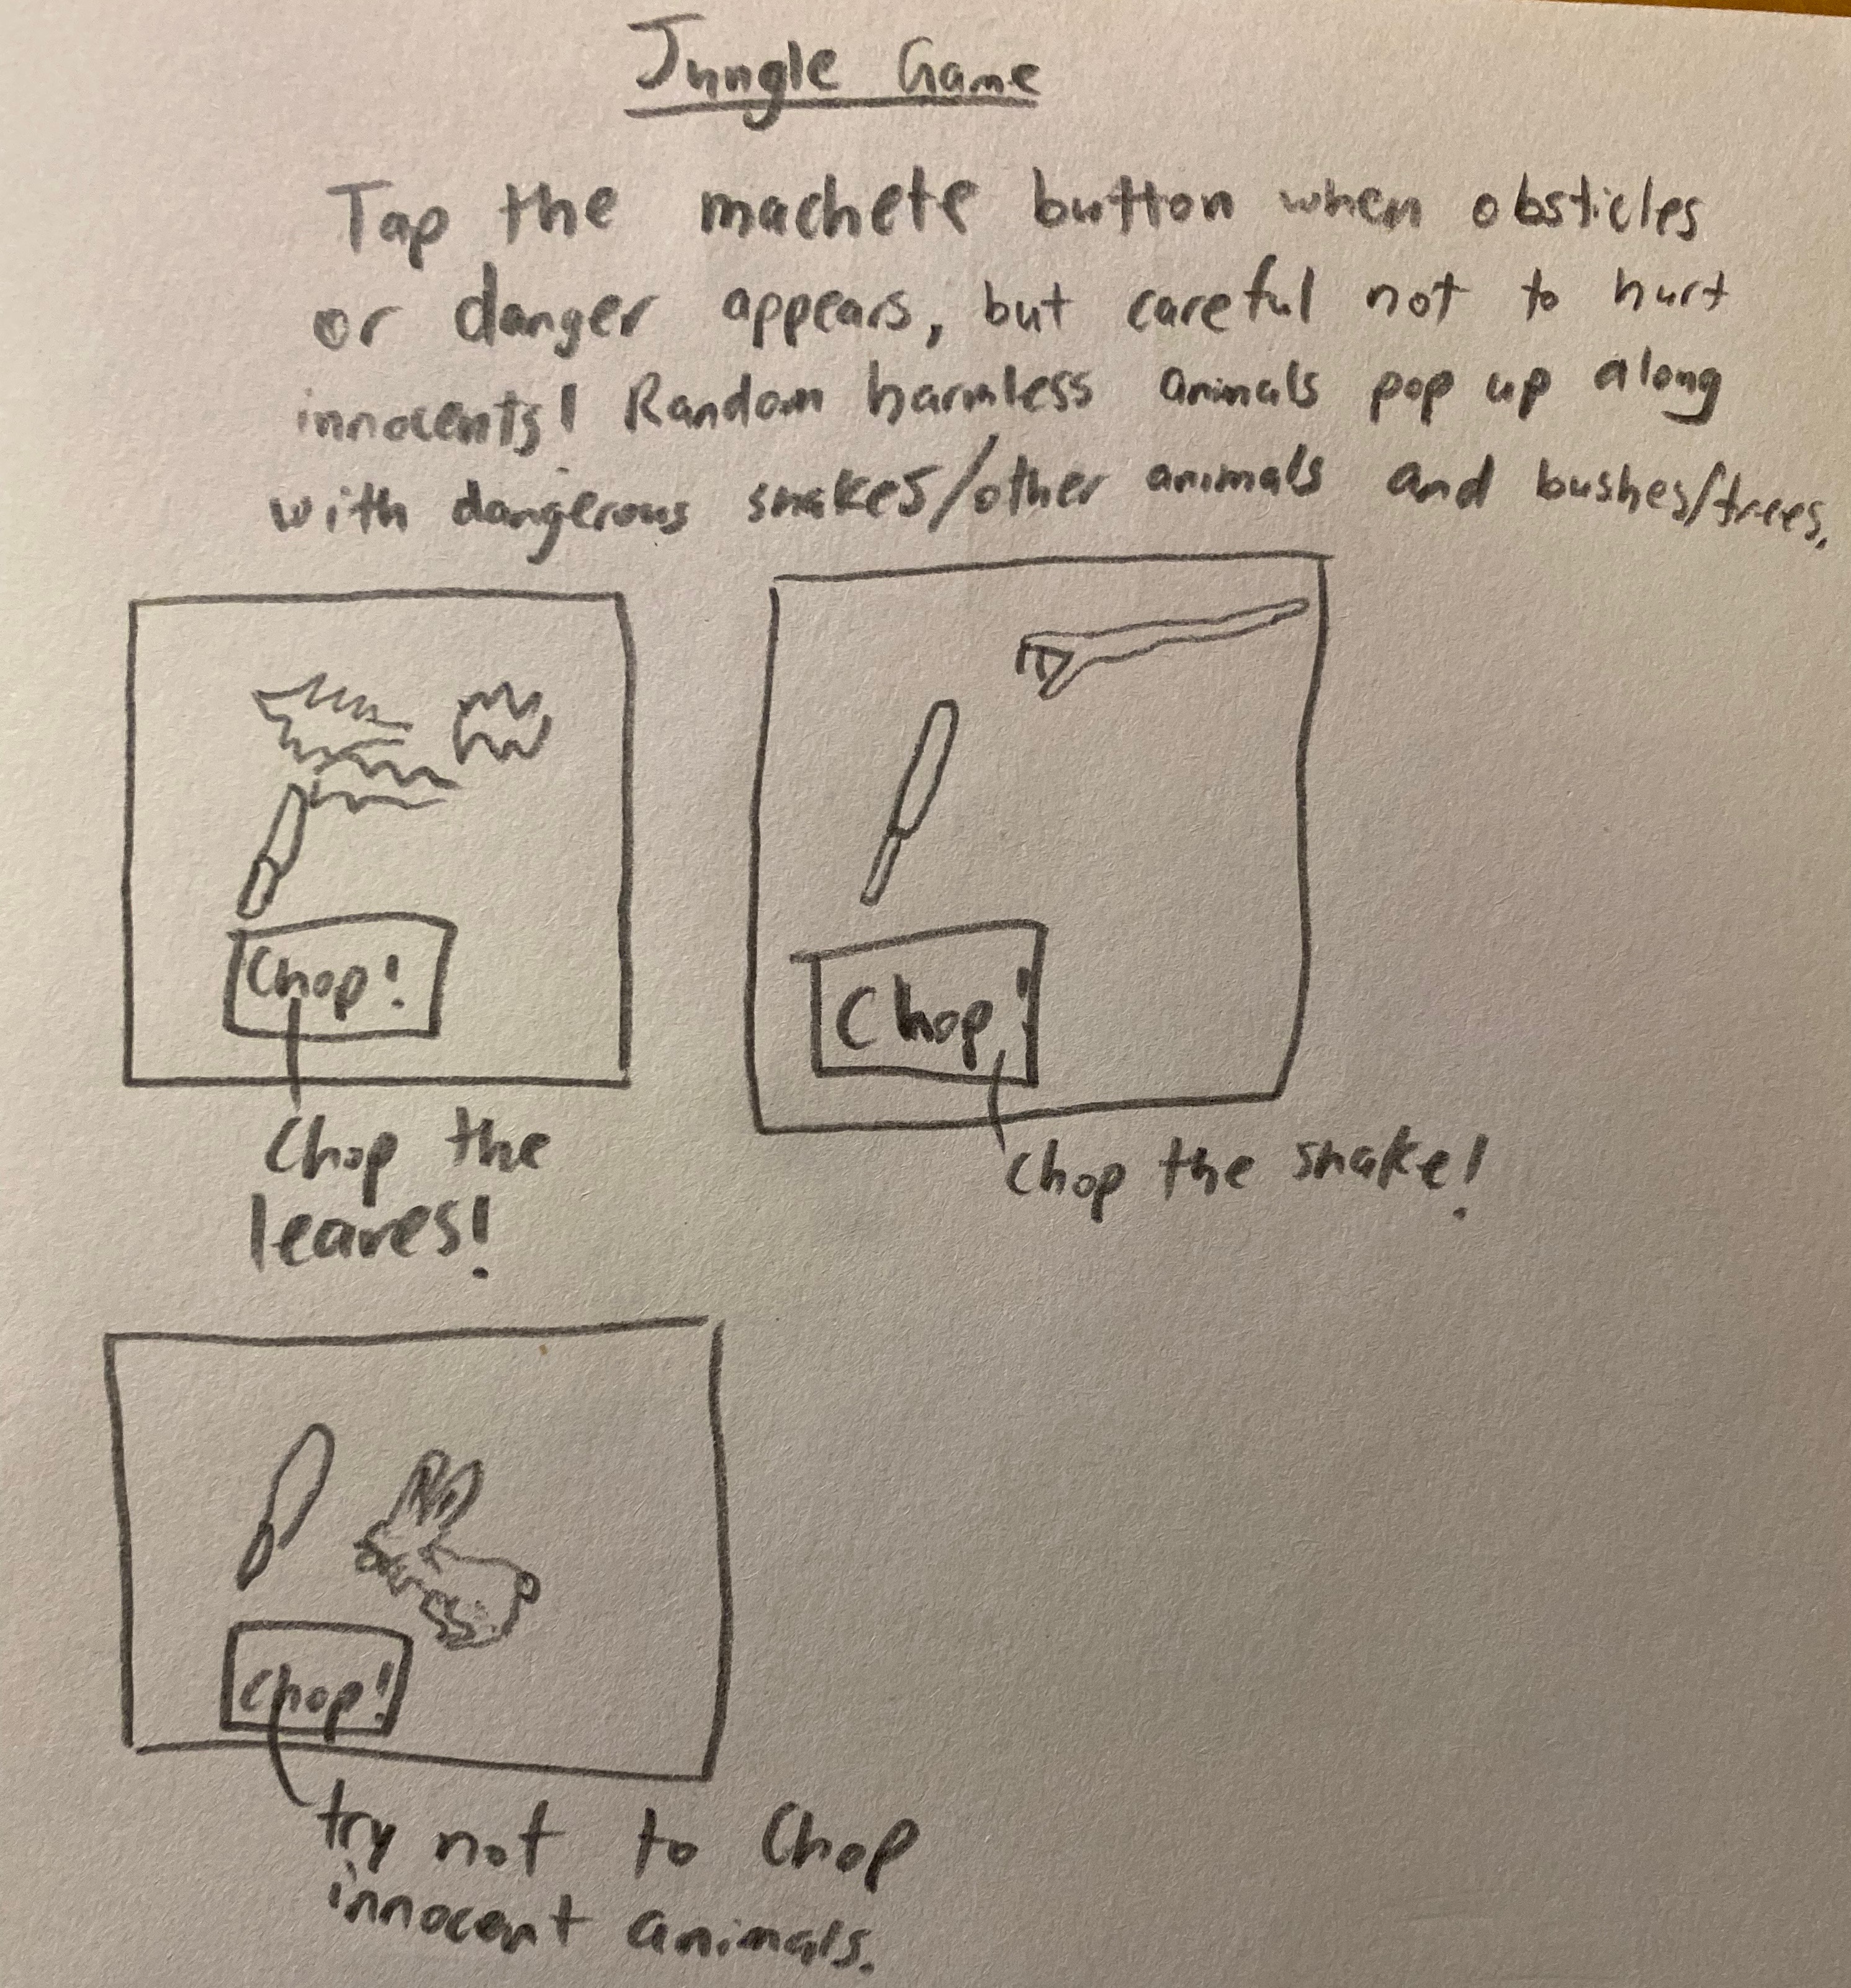 Jungle Game
Tap the machete button when obsticles
or danger appears, but careful not to hurt
innocents! Random harmless animals pop up along
with dangerous snakes/other animals and bushes/trees.
Chop!
Chop the
leaves!
Chop!
Chop the snake!
Chop!
try not to Chop
innocent animals.